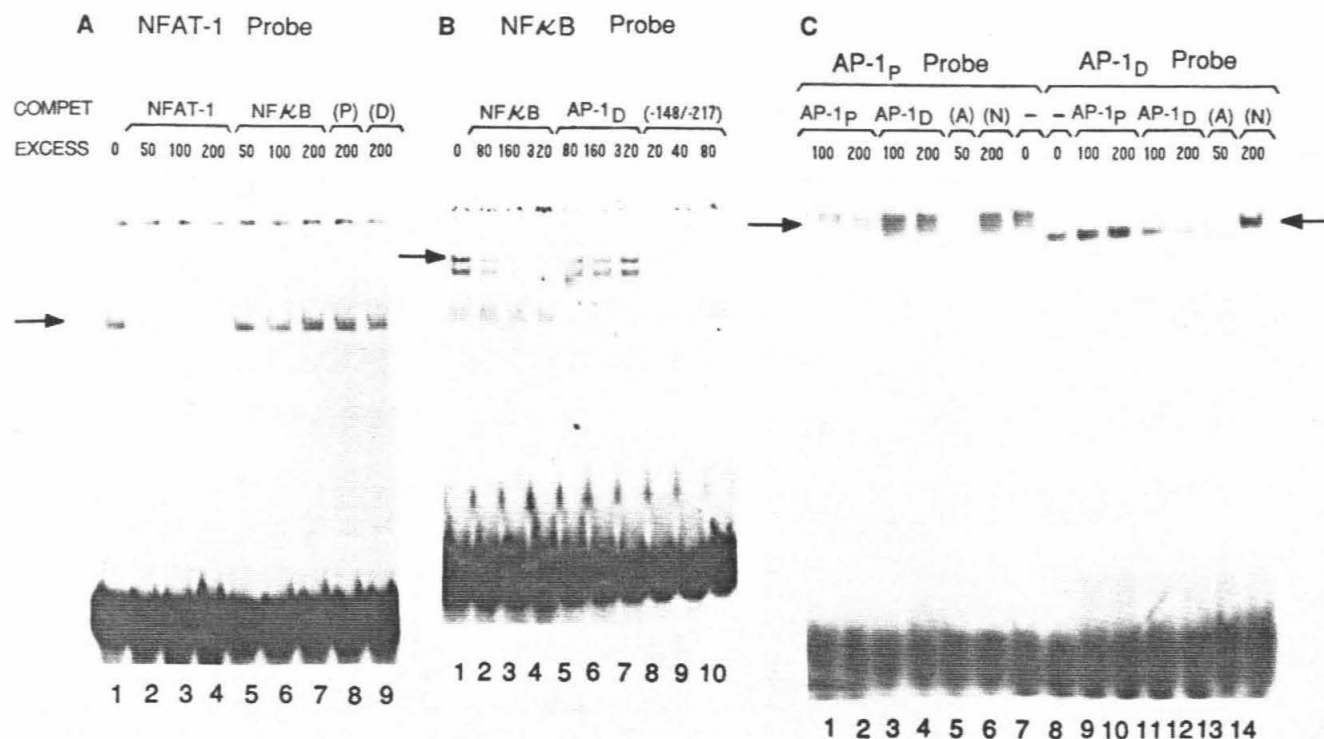 A NFAT-1 Probe
COMPET NFAT-1 NFκB (P) (D)
EXCESS 0 50 100 200 50 100 200 200 200
1 2 3 4 5 6 7 8 9
B NFκB Probe
NFκB AP-1D (-148/-217)
0 80 160 320 80 160 320 20 40 80
1 2 3 4 5 6 7 8 9 10
C
AP-1P Probe AP-1D Probe
AP-1P AP-1D (A) (N) – – AP-1P AP-1D (A) (N)
100 200 100 200 50 200 0 0 100 200 100 200 50 200
1 2 3 4 5 6 7 8 9 10 11 12 13 14